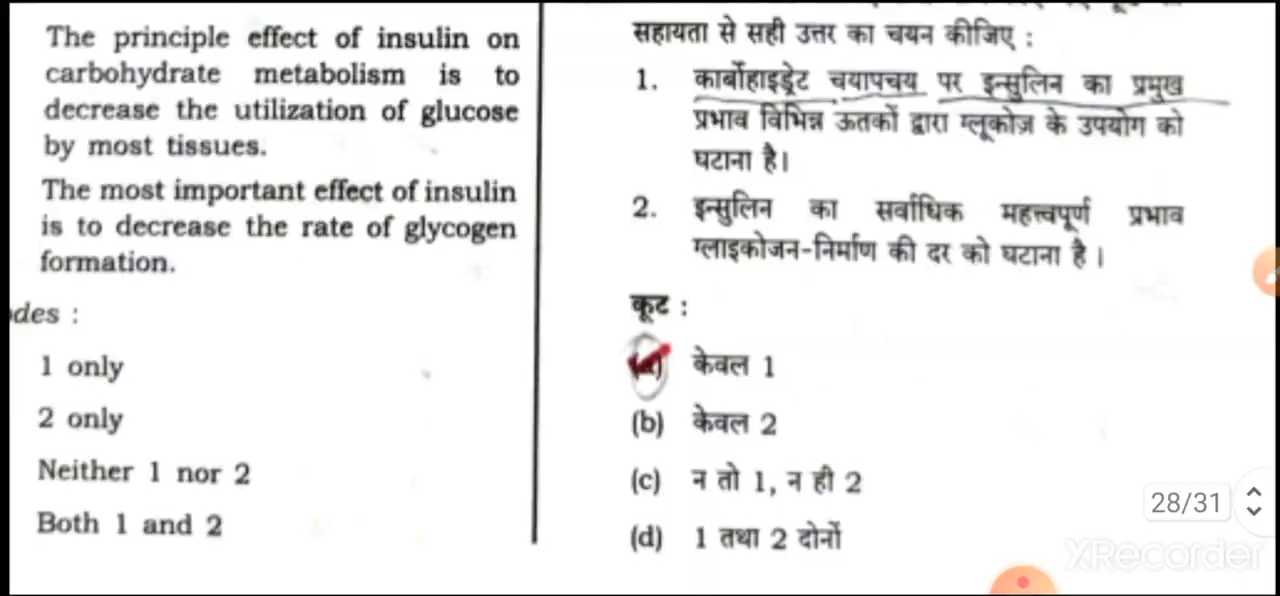 The principle effect of insulin on
carbohydrate metabolism is to
decrease the utilization of glucose
by most tissues.
The most important effect of insulin
is to decrease the rate of glycogen
formation.
des :
1 only
2 only
Neither 1 nor 2
Both 1 and 2
सहायता से सही उत्तर का चयन कीजिए :
1. कार्बोहाइड्रेट चयापचय पर इन्सुलिन का प्रमुख
प्रभाव विभिन्न ऊतकों द्वारा ग्लूकोज़ के उपयोग को
घटाना है।
2. इन्सुलिन का सर्वाधिक महत्त्वपूर्ण प्रभाव
ग्लाइकोजन-निर्माण की दर को घटाना है।
कूट :
केवल 1
(b) केवल 2
(c) न तो 1, न ही 2
(d) 1 तथा 2 दोनों
28/31
XRecorder